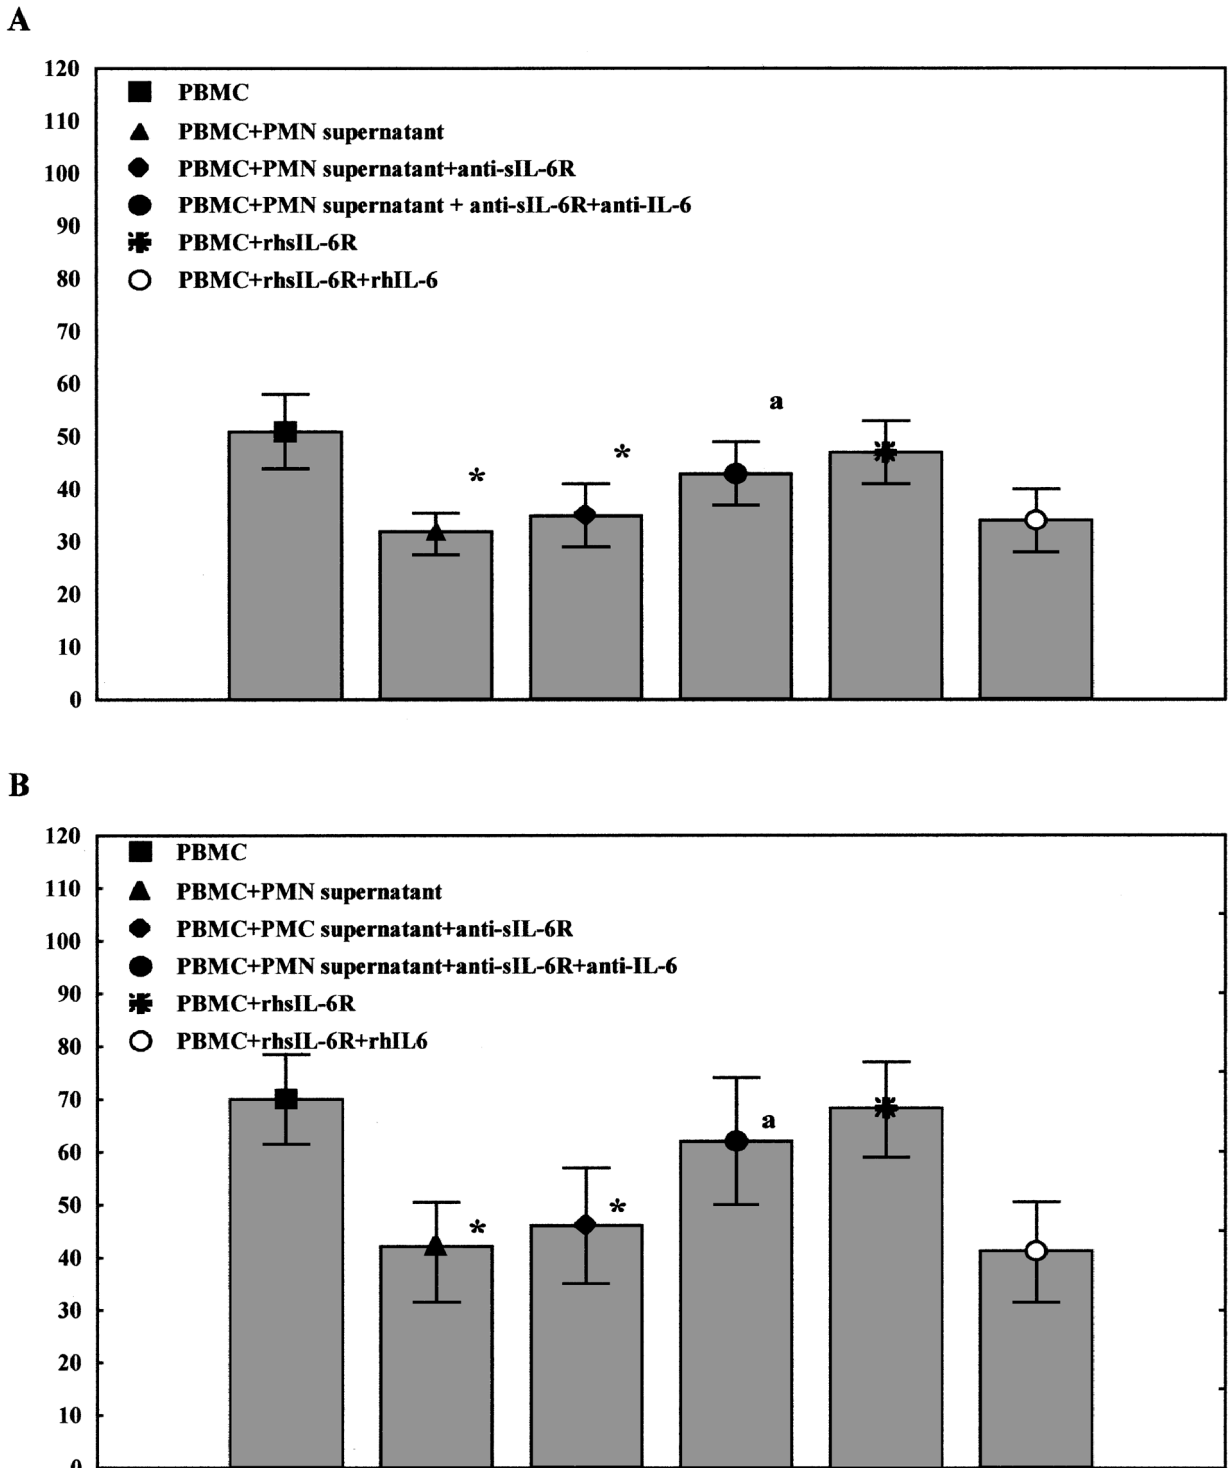 A
120
110
100
90
80
70
60
50
40
30
20
10
0
PBMC
PBMC+PMN supernatant
PBMC+PMN supernatant+anti-sIL-6R
PBMC+PMN supernatant + anti-sIL-6R+anti-IL-6
PBMC+rhsIL-6R
PBMC+rhsIL-6R+rhIL-6
*
*
a
B
120
110
100
90
80
70
60
50
40
30
20
10
0
PBMC
PBMC+PMN supernatant
PBMC+PMC supernatant+anti-sIL-6R
PBMC+PMN supernatant+anti-sIL-6R+anti-IL-6
PBMC+rhsIL-6R
PBMC+rhsIL-6R+rhIL6
*
*
a